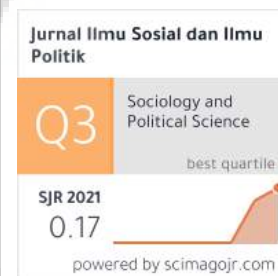 Jurnal Ilmu Sosial dan Ilmu
Politik
Q3
Sociology and
Political Science
best quartile
SJR 2021
0.17
powered by scimagojr.com